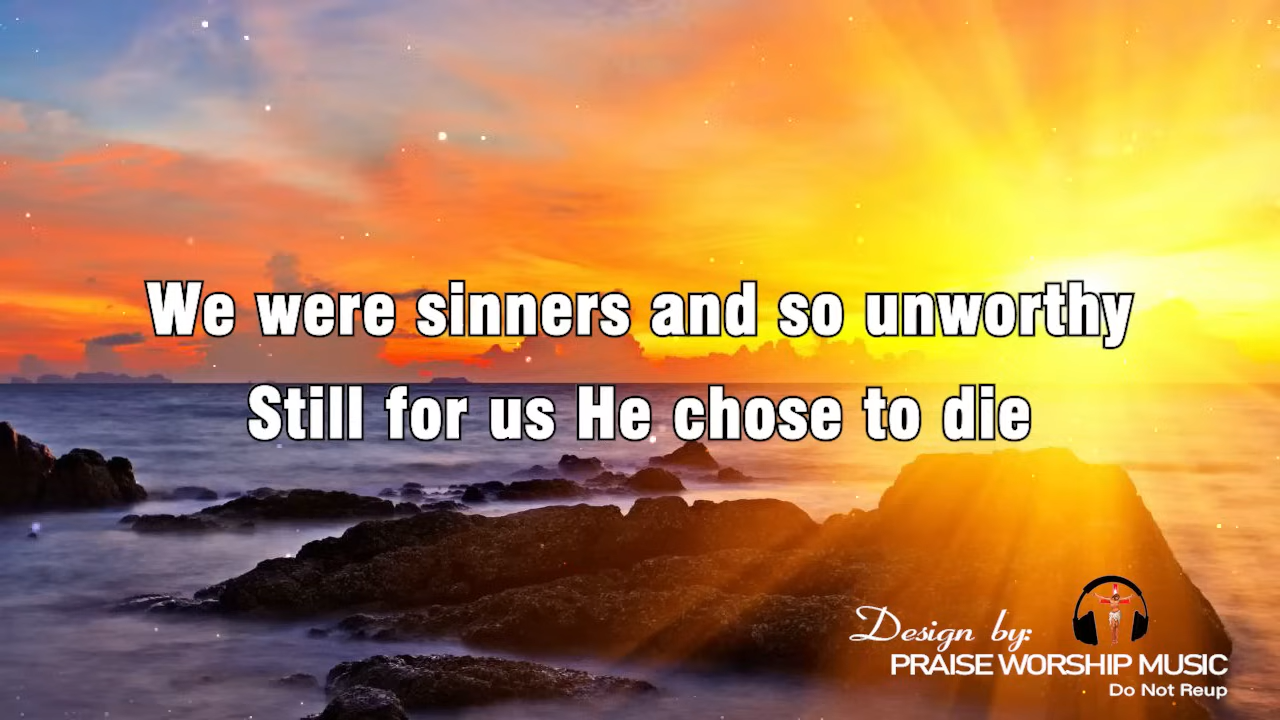 We were sinners and so unworthy
Still for us He chose to die
Design by:
PRAISE WORSHIP MUSIC
Do Not Reup